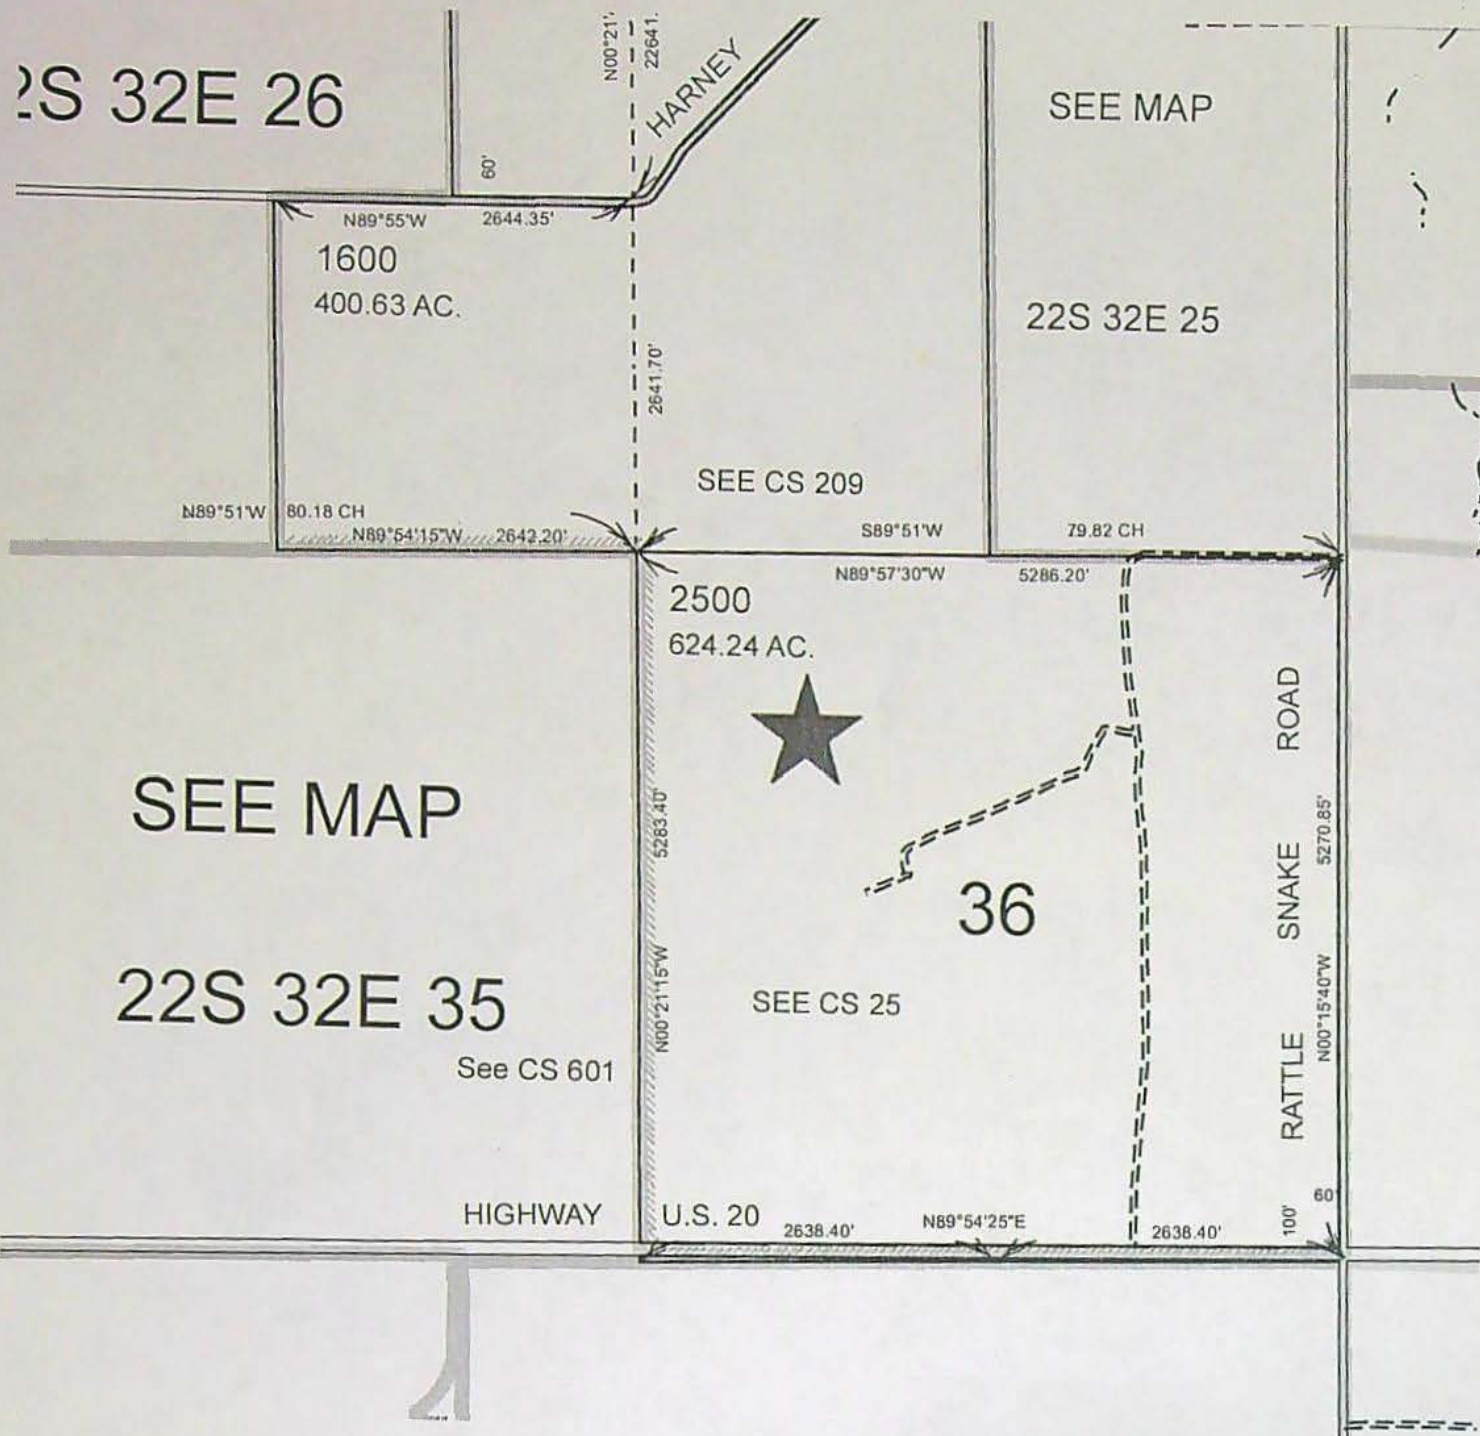 2S 32E 26
N00°21'
2264.1
HARNEY
SEE MAP
60'
N89°55'W 2644.35'
1600
400.63 AC.
22S 32E 25
2641.70'
SEE CS 209
N89°51'W 80.18 CH
N89°54'15"W 2642.20'
S89°51'W 79.82 CH
N89°57'30"W 5286.20'
2500
624.24 AC.
SEE MAP
22S 32E 35
See CS 601
5283.40'
N00°21'15"W
36
SEE CS 25
RATTLE SNAKE ROAD
5270.85'
N00°15'40"W
60'
100'
HIGHWAY U.S. 20
2638.40' N89°54'25"E 2638.40'